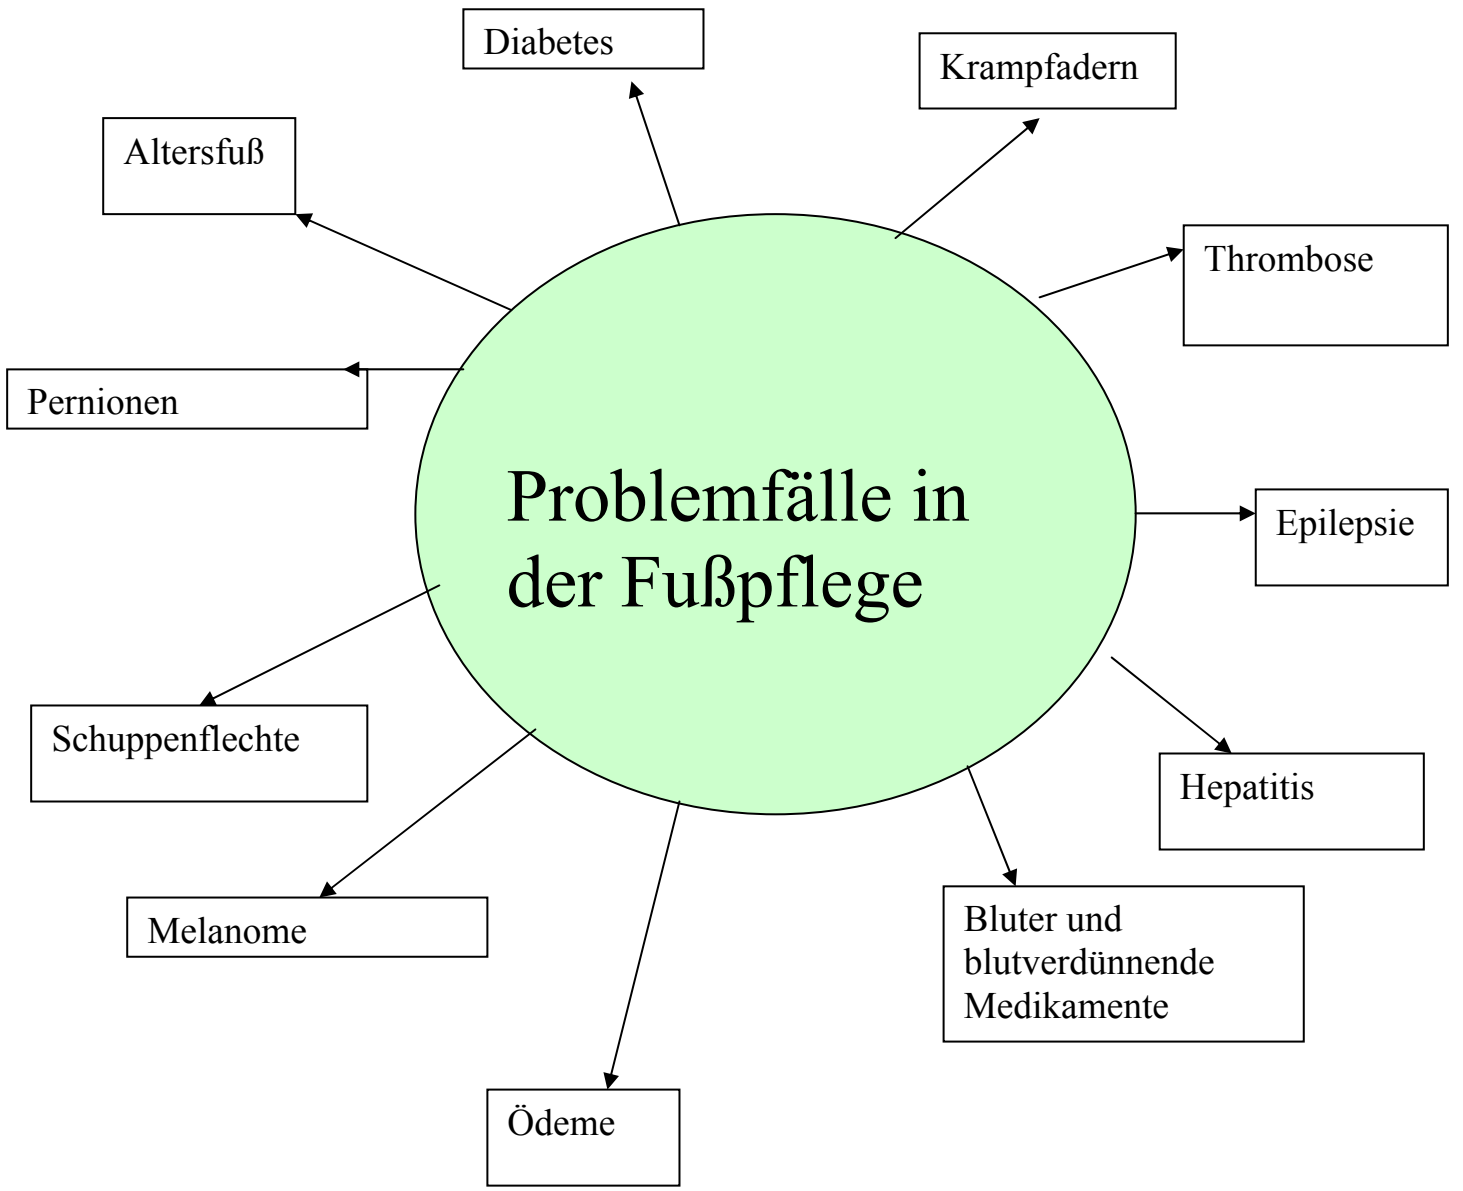 Diabetes
Krampfadern
Altersfuß
Thrombose
Pernionen
Problemfälle in
der Fußpflege
Epilepsie
Schuppenflechte
Hepatitis
Melanome
Bluter und
blutverdünnende
Medikamente
Ödeme